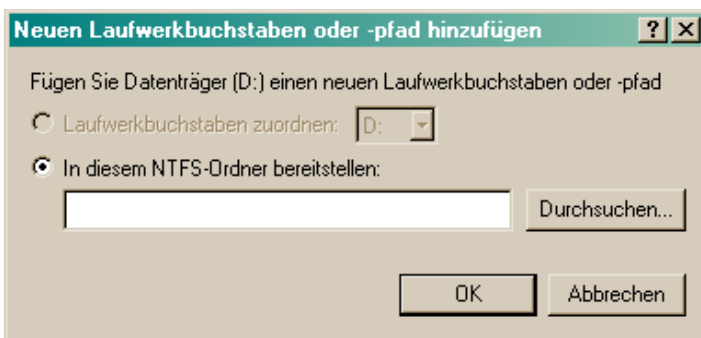 Neuen Laufwerkbuchstaben oder -pfad hinzufügen
Fügen Sie Datenträger (D:) einen neuen Laufwerkbuchstaben oder -pfad
Laufwerkbuchstaben zuordnen: D:
In diesem NTFS-Ordner bereitstellen:
Durchsuchen...
OK Abbrechen